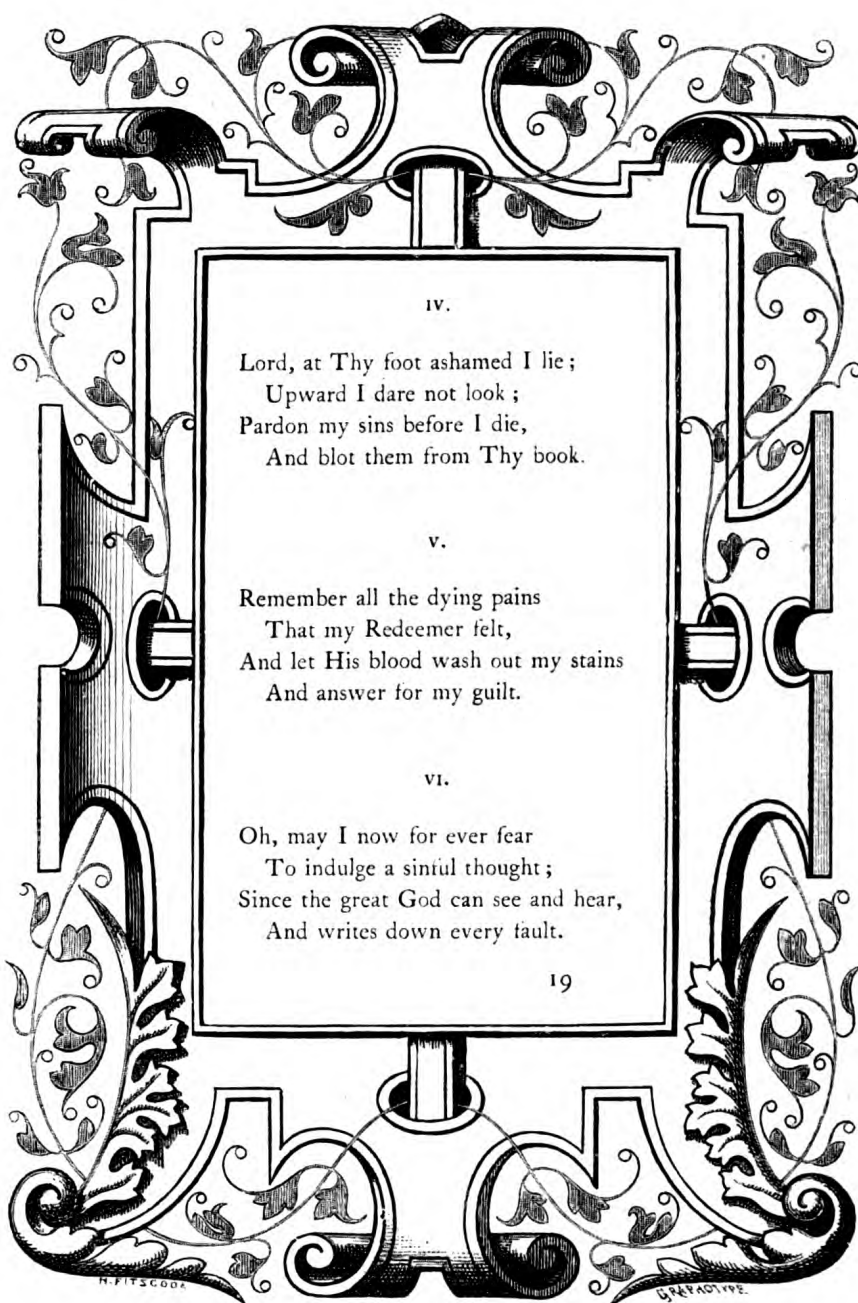 IV.
Lord, at Thy foot ashamed I lie;
Upward I dare not look;
Pardon my sins before I die,
And blot them from Thy book.
V.
Remember all the dying pains
That my Redeemer felt,
And let His blood wash out my stains
And answer for my guilt.
VI.
Oh, may I now for ever fear
To indulge a sinful thought;
Since the great God can see and hear,
And writes down every fault.
19
H. FITSCOOK
GRAPHOTYPE.